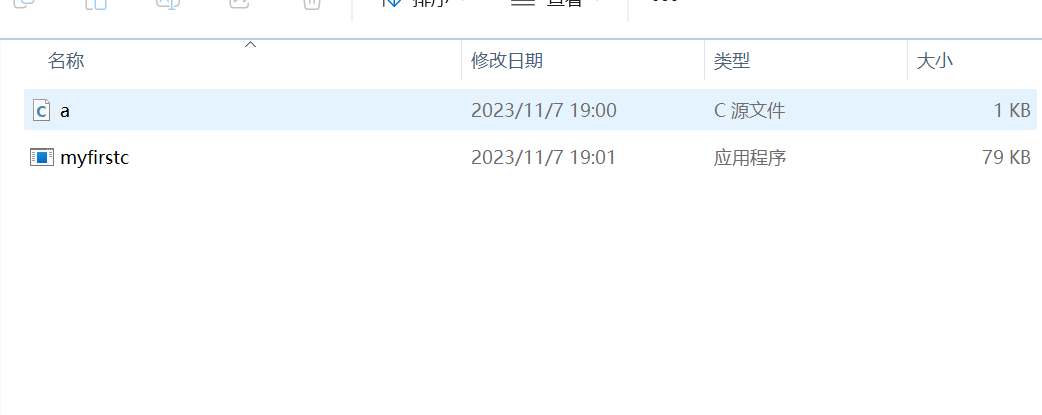 排序
查看
名称 修改日期 类型 大小
a 2023/11/7 19:00 C 源文件 1 KB
myfirstc 2023/11/7 19:01 应用程序 79 KB